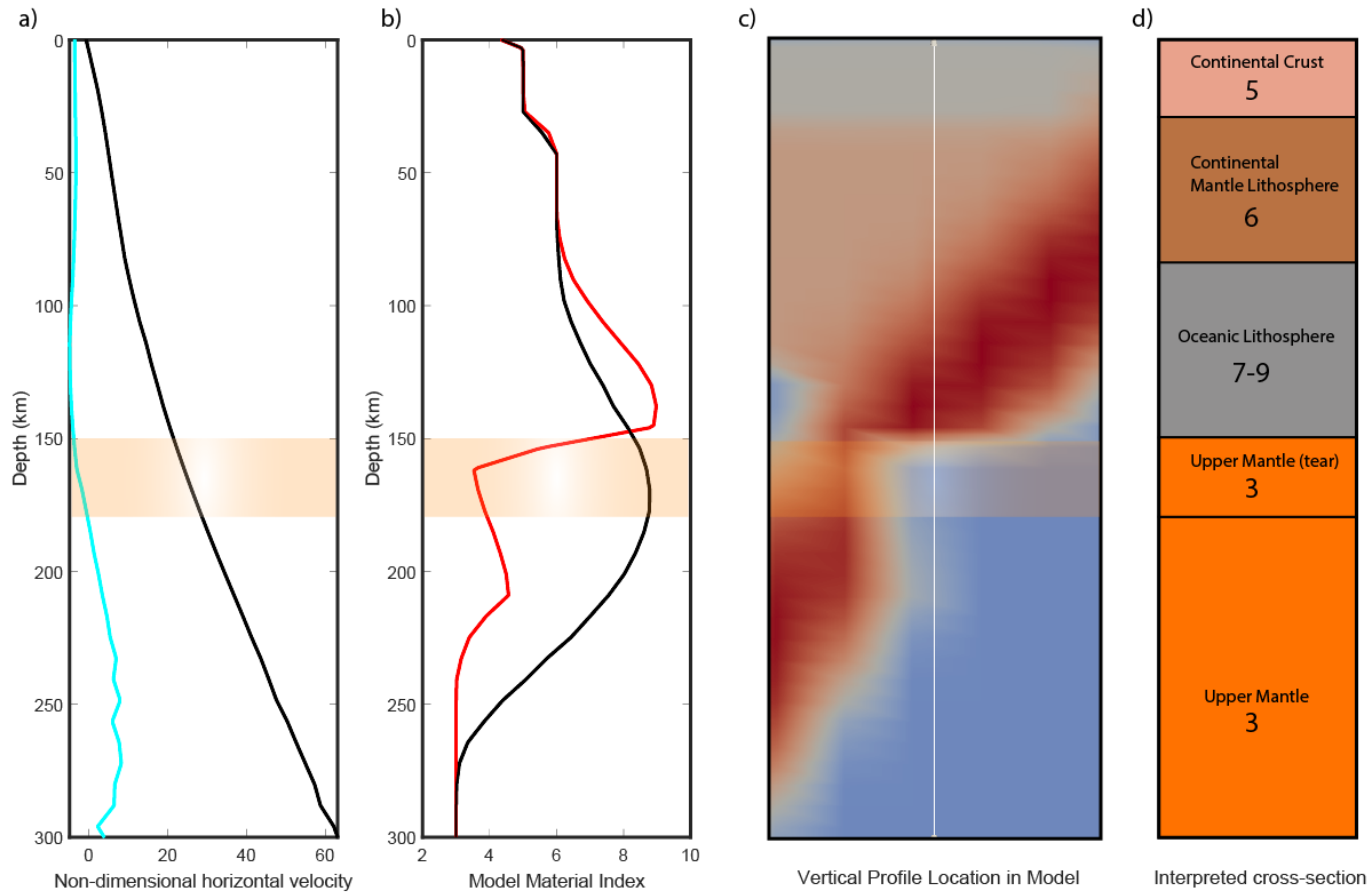 a)
b)
c)
d)
0
50
100
150
200
250
300
Depth (km)
0
20
40
60
Non-dimensional horizontal velocity
0
50
100
150
200
250
300
Depth (km)
2
4
6
8
10
Model Material Index
Vertical Profile Location in Model
Continental Crust
5
Continental
Mantle Lithosphere
6
Oceanic Lithosphere
7-9
Upper Mantle (tear)
3
Upper Mantle
3
Interpreted cross-section